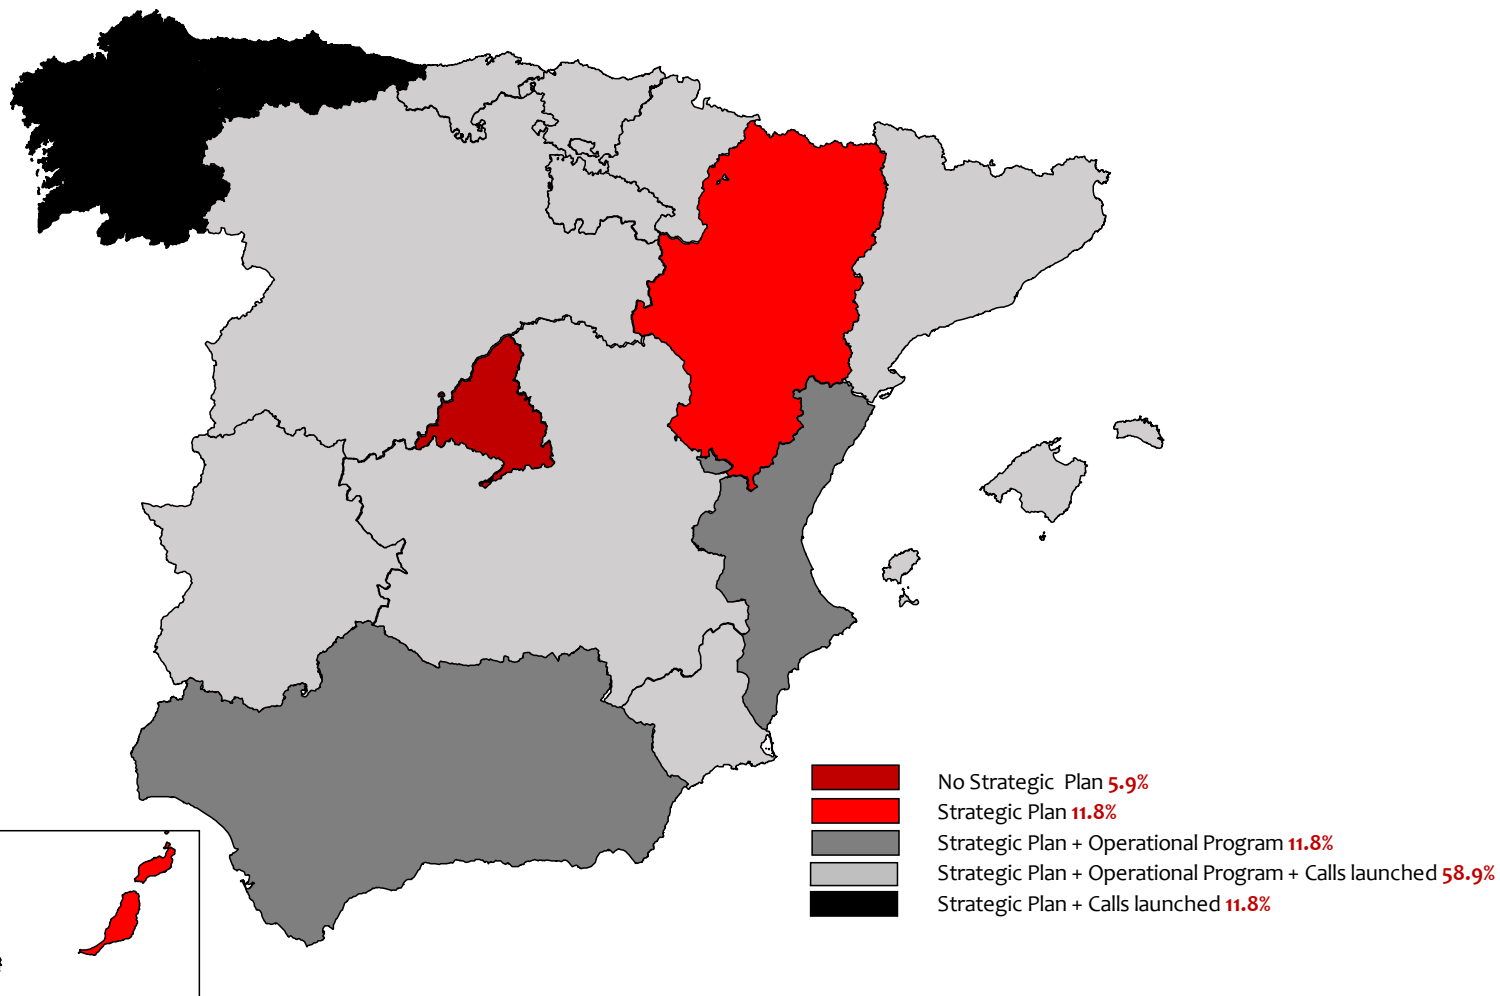 No Strategic Plan 5.9%
Strategic Plan 11.8%
Strategic Plan + Operational Program 11.8%
Strategic Plan + Operational Program + Calls launched 58.9%
Strategic Plan + Calls launched 11.8%